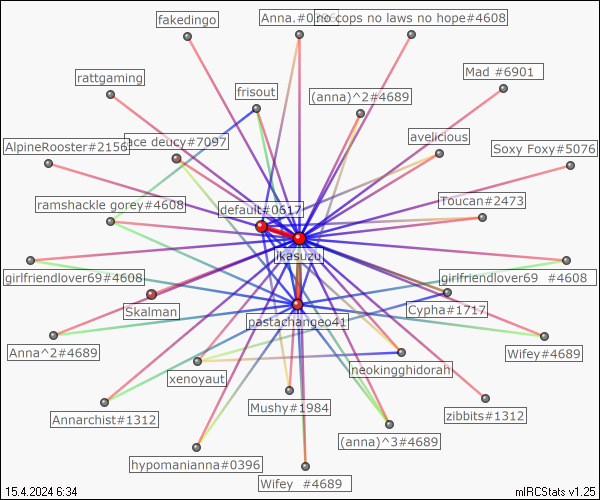 fakedingo
Anna.#0396
no cops no laws no hope#4608
rattgaming
frisout
(anna)^2#4689
Mad #6901
AlpineRooster#2156
ace deucy#7097
avelicious
Soxy Foxy#5076
ramshackle gorey#4608
default#0617
Toucan#2473
ikasuzu
girlfriendlover69#4608
girlfriendlover69 #4608
Skalman
Cypha#1717
pastachangeo41
Anna^2#4689
Wifey#4689
xenoyaut
neokingghidorah
Annarchist#1312
Mushy#1984
zibbits#1312
(anna)^3#4689
hypomanianna#0396
Wifey #4689
15.4.2024 6:34
mIRCStats v1.25